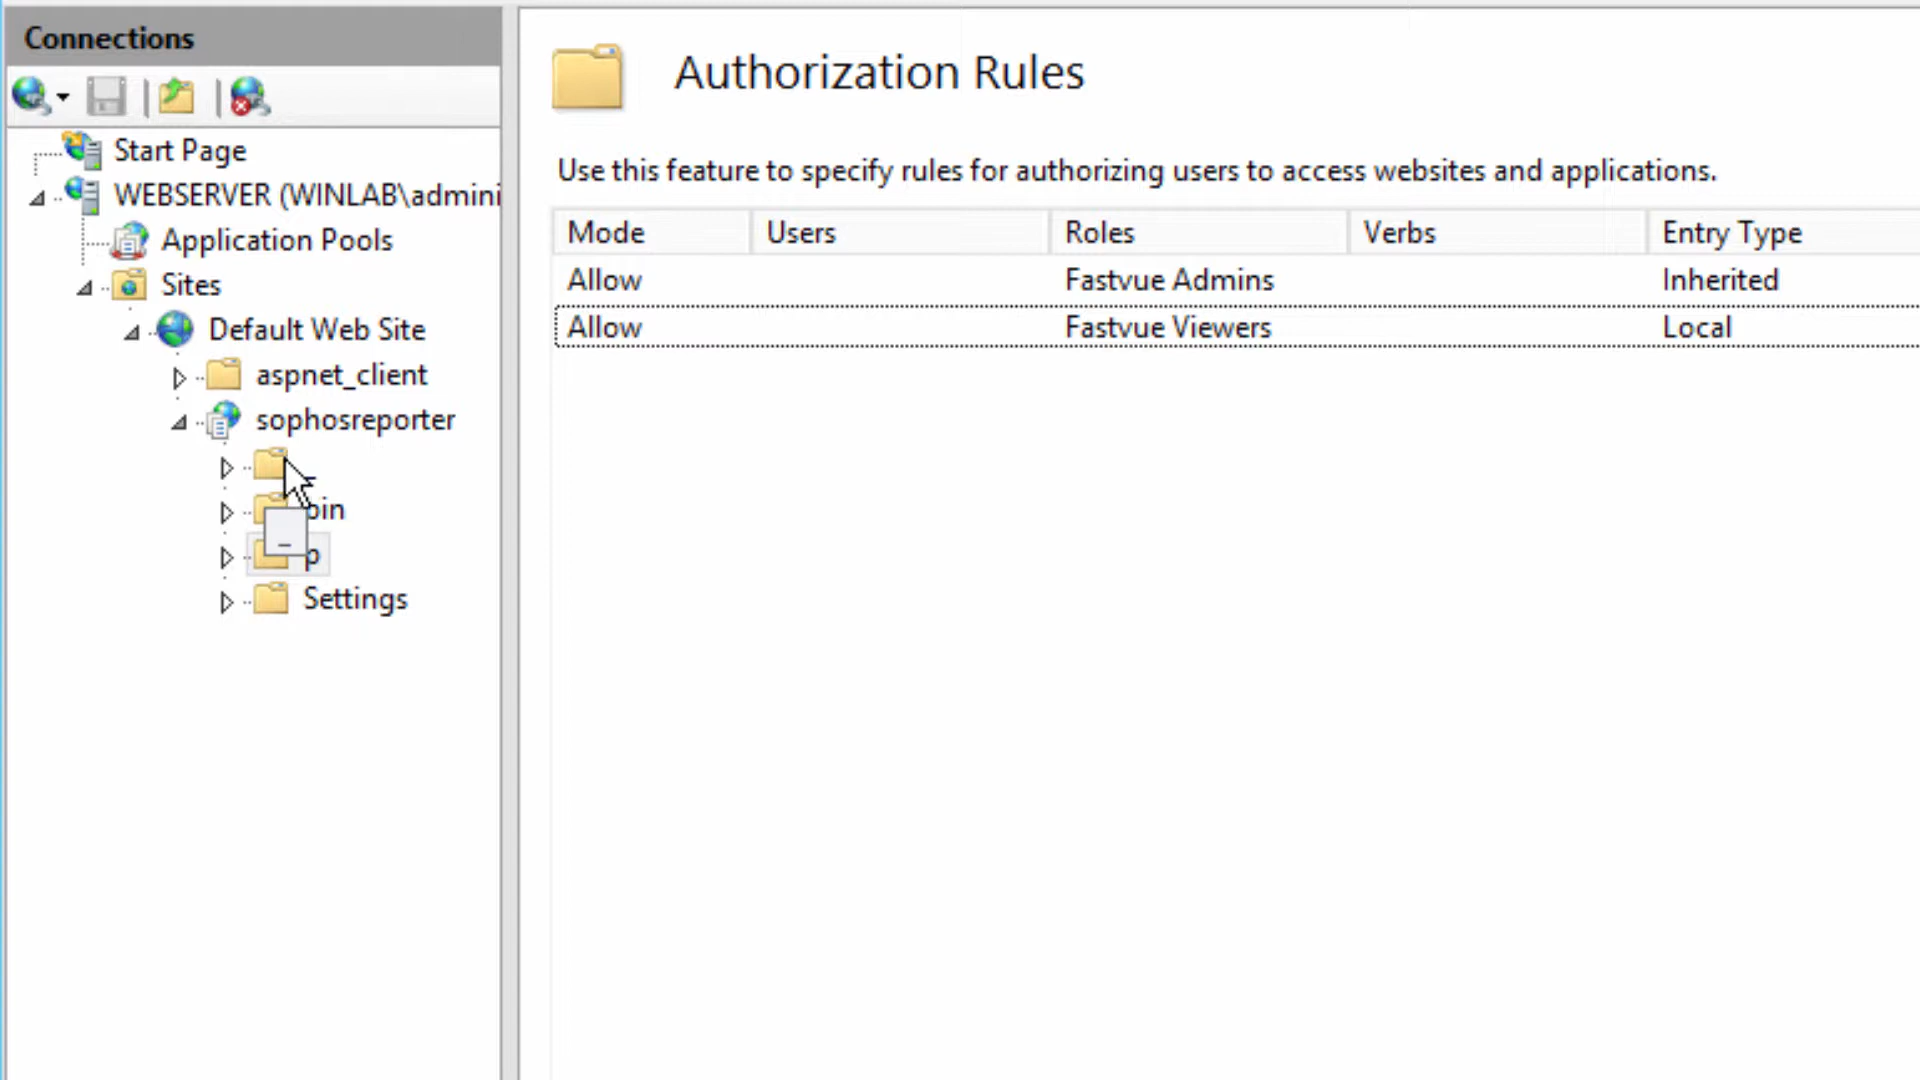 Connections
Start Page
WEBSERVER (WINLAB\admini
Application Pools
Sites
Default Web Site
aspnet_client
sophosreporter
_
bin
_
p
Settings
Authorization Rules
Use this feature to specify rules for authorizing users to access websites and applications.
Mode Users Roles Verbs Entry Type
Allow Fastvue Admins Inherited
Allow Fastvue Viewers Local